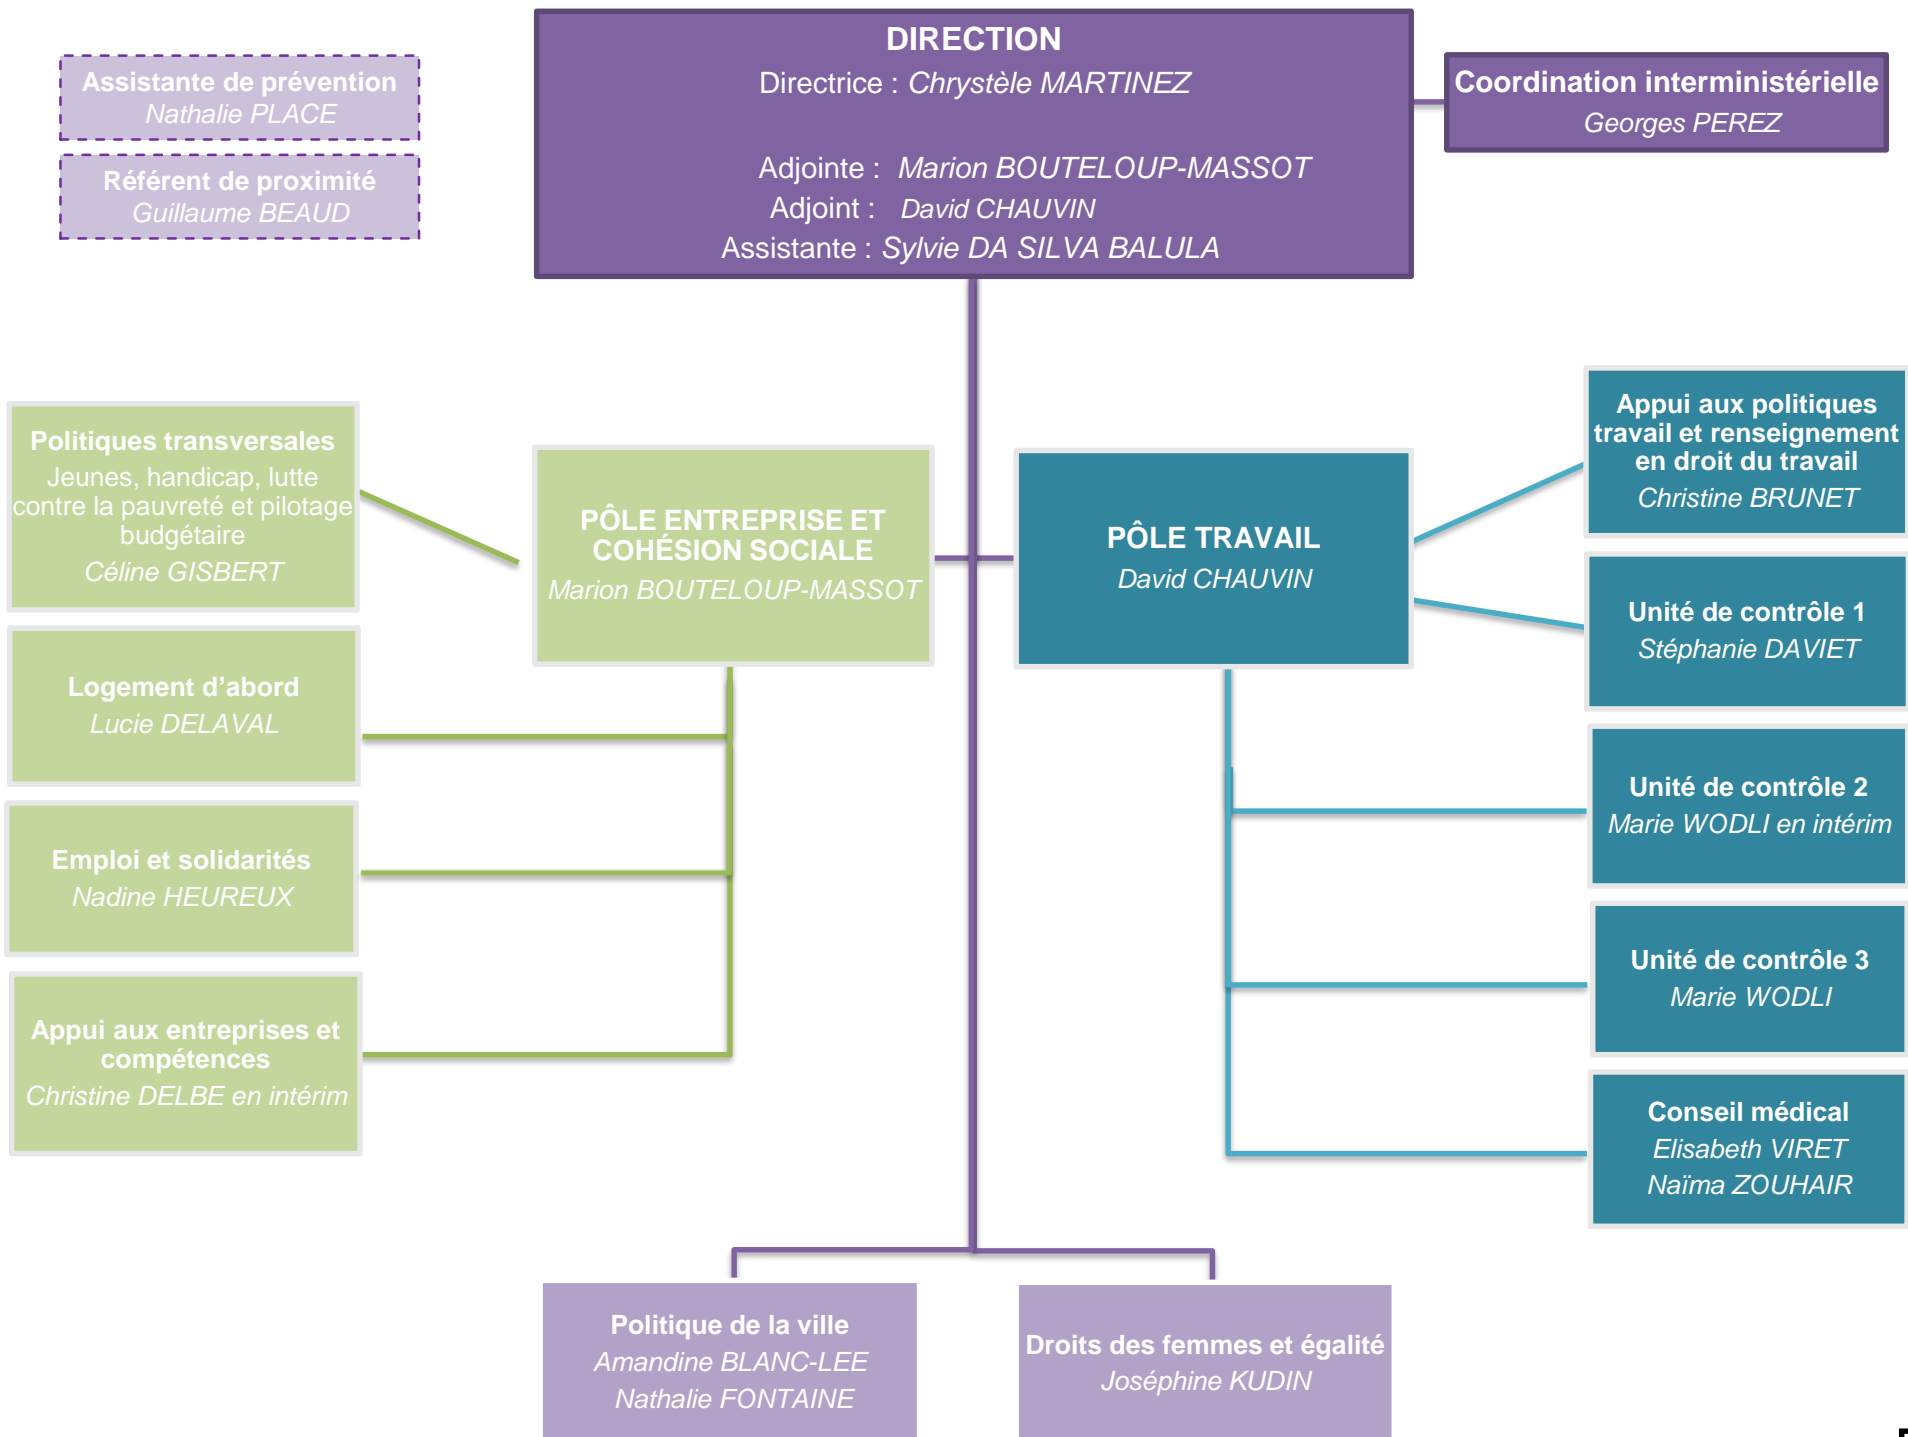 DIRECTION
Directrice : Chrystèle MARTINEZ
Adjointe : Marion BOUTELOUP-MASSOT
Adjoint : David CHAUVIN
Assistante : Sylvie DA SILVA BALULA
Assistante de prévention
Nathalie PLACE
Référent de proximité
Guillaume BEAUD
Coordination interministérielle
Georges PEREZ
Politiques transversales
Jeunes, handicap, lutte
contre la pauvreté et pilotage
budgétaire
Céline GISBERT
Logement d’abord
Lucie DELAVAL
Emploi et solidarités
Nadine HEUREUX
Appui aux entreprises et
compétences
Christine DELBE en intérim
PÔLE ENTREPRISE ET
COHÉSION SOCIALE
Marion BOUTELOUP-MASSOT
PÔLE TRAVAIL
David CHAUVIN
Appui aux politiques
travail et renseignement
en droit du travail
Christine BRUNET
Unité de contrôle 1
Stéphanie DAVIET
Unité de contrôle 2
Marie WODLI en intérim
Unité de contrôle 3
Marie WODLI
Conseil médical
Elisabeth VIRET
Naïma ZOUHAIR
Politique de la ville
Amandine BLANC-LEE
Nathalie FONTAINE
Droits des femmes et égalité
Joséphine KUDIN